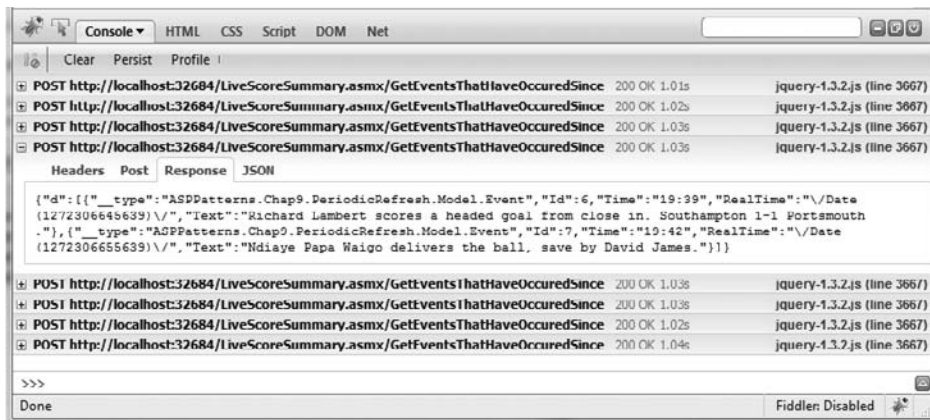 Console HTML CSS Script DOM Net
Clear Persist Profile
POST http://localhost:32684/LiveScoreSummary.asmx/GetEventsThatHaveOccuredSince 200 OK 1.01s jquery-1.3.2.js (line 3667)
POST http://localhost:32684/LiveScoreSummary.asmx/GetEventsThatHaveOccuredSince 200 OK 1.02s jquery-1.3.2.js (line 3667)
POST http://localhost:32684/LiveScoreSummary.asmx/GetEventsThatHaveOccuredSince 200 OK 1.03s jquery-1.3.2.js (line 3667)
POST http://localhost:32684/LiveScoreSummary.asmx/GetEventsThatHaveOccuredSince 200 OK 1.03s jquery-1.3.2.js (line 3667)
Headers Post Response JSON
{"d":[{"__type":"ASPPatterns.Chap9.PeriodicRefresh.Model.Event","Id":6,"Time":"19:39","RealTime":"\/Date
(1272306645639)\/","Text":"Richard Lambert scores a headed goal from close in. Southampton 1-1 Portsmouth
."},{"__type":"ASPPatterns.Chap9.PeriodicRefresh.Model.Event","Id":7,"Time":"19:42","RealTime":"\/Date
(1272306655639)\/","Text":"Ndiaye Papa Waigo delivers the ball, save by David James."}]}
POST http://localhost:32684/LiveScoreSummary.asmx/GetEventsThatHaveOccuredSince 200 OK 1.03s jquery-1.3.2.js (line 3667)
POST http://localhost:32684/LiveScoreSummary.asmx/GetEventsThatHaveOccuredSince 200 OK 1.03s jquery-1.3.2.js (line 3667)
POST http://localhost:32684/LiveScoreSummary.asmx/GetEventsThatHaveOccuredSince 200 OK 1.02s jquery-1.3.2.js (line 3667)
POST http://localhost:32684/LiveScoreSummary.asmx/GetEventsThatHaveOccuredSince 200 OK 1.04s jquery-1.3.2.js (line 3667)
>>>
Done Fiddler: Disabled